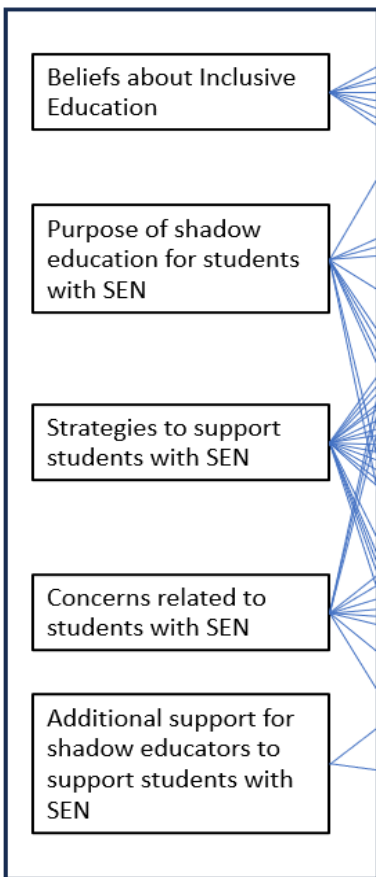 Beliefs about Inclusive
Education
Purpose of shadow
education for students
with SEN
Strategies to support
students with SEN
Concerns related to
students with SEN
Additional support for
shadow educators to
support students with
SEN